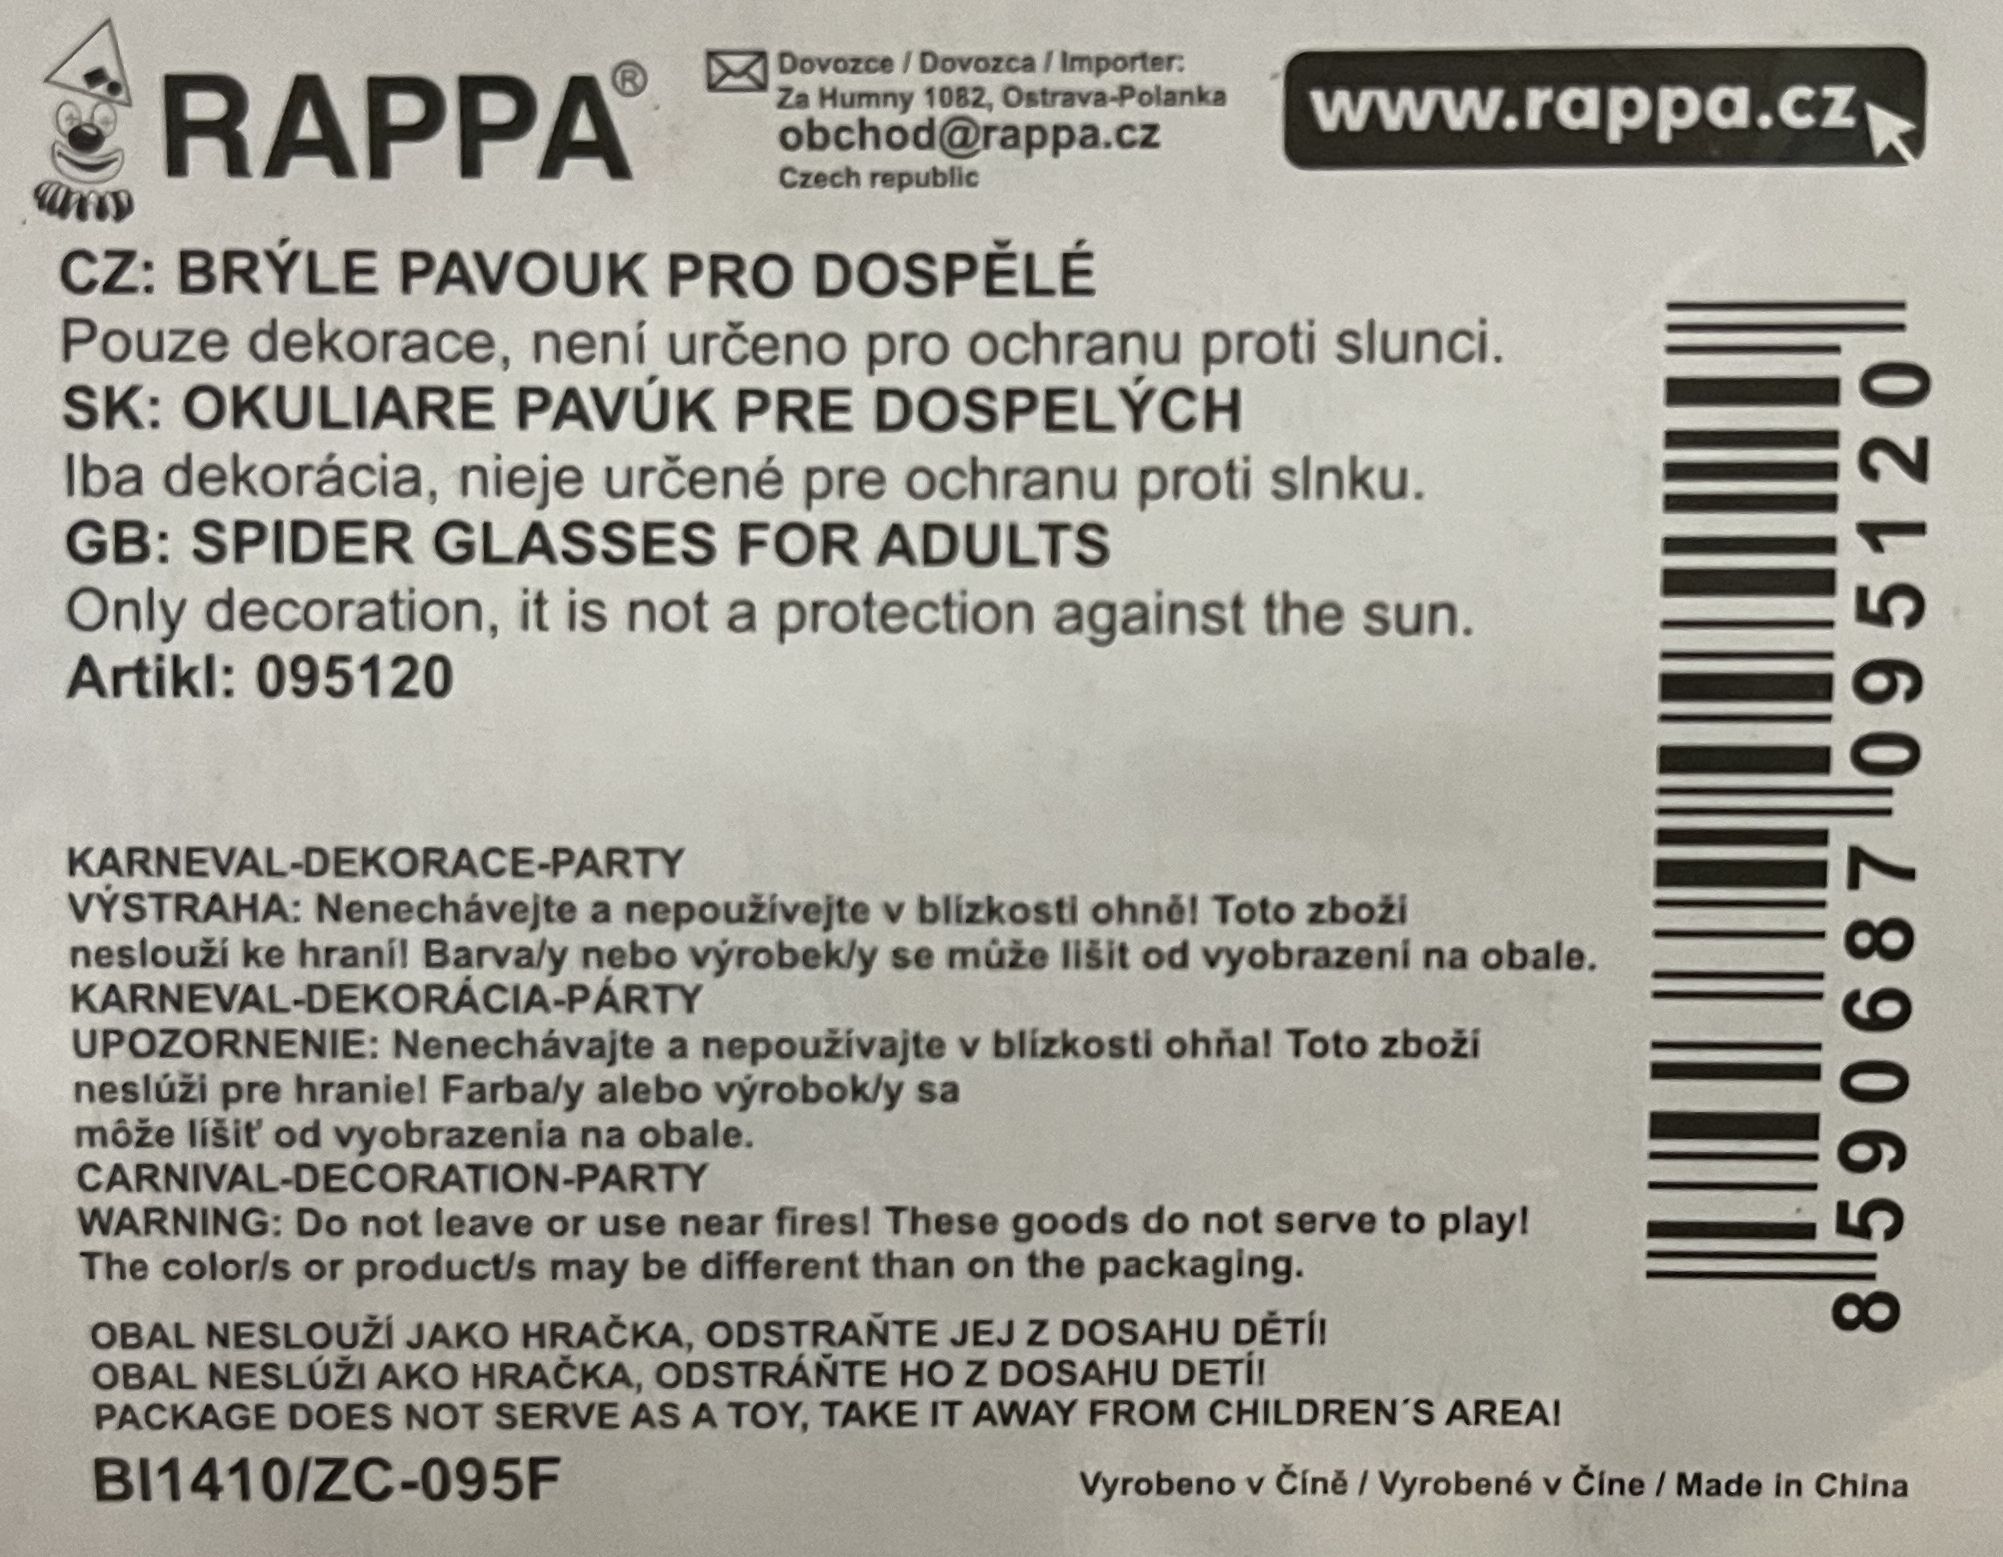 RAPPA®
Dovozce / Dovozca / Importer:
Za Humny 1082, Ostrava-Polanka
obchod@rappa.cz
Czech republic
www.rappa.cz
CZ: BRÝLE PAVOUK PRO DOSPĚLÉ
Pouze dekorace, není určeno pro ochranu proti slunci.
SK: OKULIARE PAVÚK PRE DOSPELÝCH
Iba dekorácia, nieje určené pre ochranu proti slnku.
GB: SPIDER GLASSES FOR ADULTS
Only decoration, it is not a protection against the sun.
Artikl: 095120
8 590687 095120
KARNEVAL-DEKORACE-PARTY
VÝSTRAHA: Nenechávejte a nepoužívejte v blízkosti ohně! Toto zboží
neslouží ke hraní! Barva/y nebo výrobek/y se může lišit od vyobrazení na obale.
KARNEVAL-DEKORÁCIA-PÁRTY
UPOZORNENIE: Nenechávajte a nepoužívajte v blízkosti ohňa! Toto zboží
neslúži pre hranie! Farba/y alebo výrobok/y sa
môže líšiť od vyobrazenia na obale.
CARNIVAL-DECORATION-PARTY
WARNING: Do not leave or use near fires! These goods do not serve to play!
The color/s or product/s may be different than on the packaging.
OBAL NESLOUŽÍ JAKO HRAČKA, ODSTRAŇTE JEJ Z DOSAHU DĚTÍ!
OBAL NESLÚŽI AKO HRAČKA, ODSTRÁŇTE HO Z DOSAHU DETÍ!
PACKAGE DOES NOT SERVE AS A TOY, TAKE IT AWAY FROM CHILDREN´S AREA!
BI1410/ZC-095F
Vyrobeno v Číně / Vyrobené v Číne / Made in China